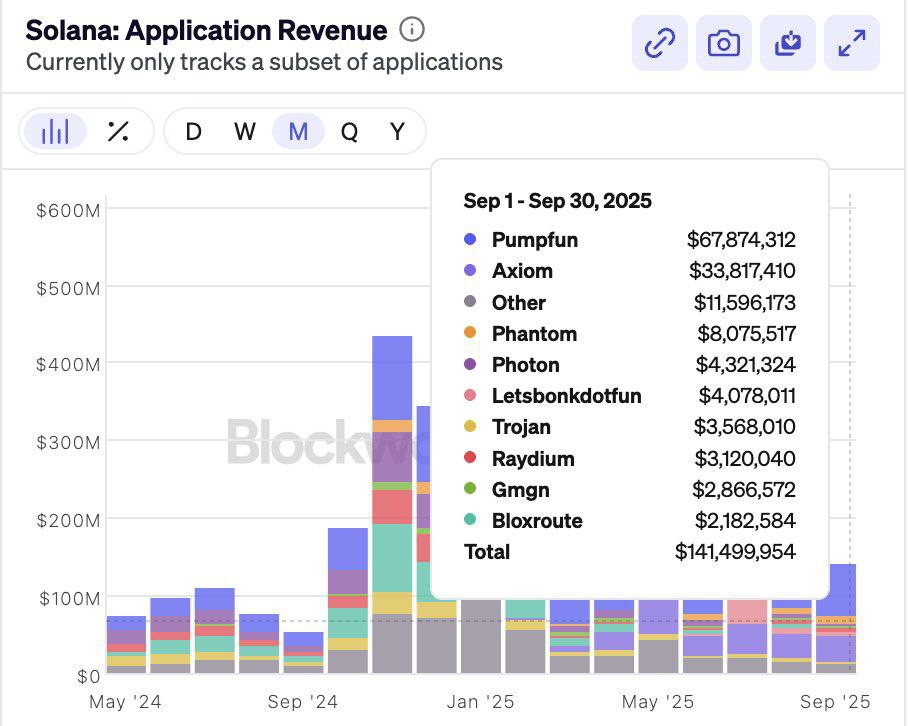 Solana: Application Revenue
Currently only tracks a subset of applications
D W M Q Y
$600M
$500M
$400M
$300M
$200M
$100M
$0
Blockw
Sep 1 - Sep 30, 2025
Pumpfun $67,874,312
Axiom $33,817,410
Other $11,596,173
Phantom $8,075,517
Photon $4,321,324
Letsbonkdotfun $4,078,011
Trojan $3,568,010
Raydium $3,120,040
Gmgn $2,866,572
Bloxroute $2,182,584
Total $141,499,954
May '24 Sep '24 Jan '25 May '25 Sep '25